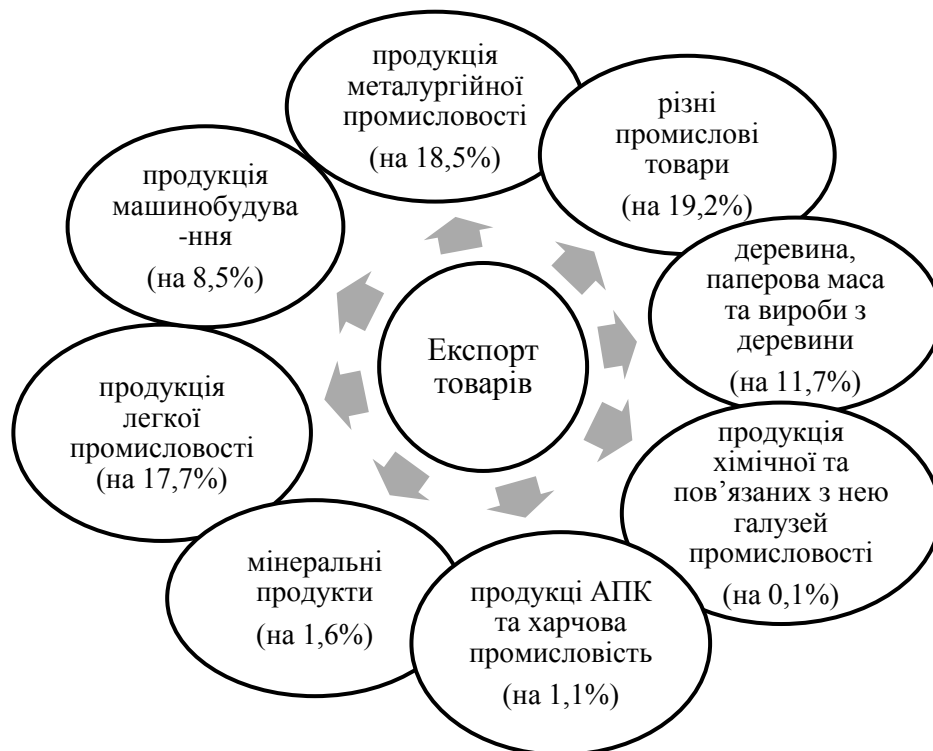 продукція
металургійної
промисловості
(на 18,5%)
різні
промислові
товари
(на 19,2%)
деревина,
паперова маса
та вироби з
деревини
(на 11,7%)
продукція
хімічної та
пов’язаних з нею
галузей
промисловості
(на 0,1%)
продукці АПК
та харчова
промисловість
(на 1,1%)
мінеральні
продукти
(на 1,6%)
продукція
легкої
промисловості
(на 17,7%)
продукція
машинобудува
-ння
(на 8,5%)
Експорт
товарів